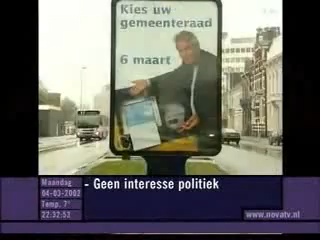 Kies uw
gemeenteraad
6 maart
Maandag
04-03-2002
Temp. 7°
22:32:52
- Geen interesse politiek
www.novatv.nl